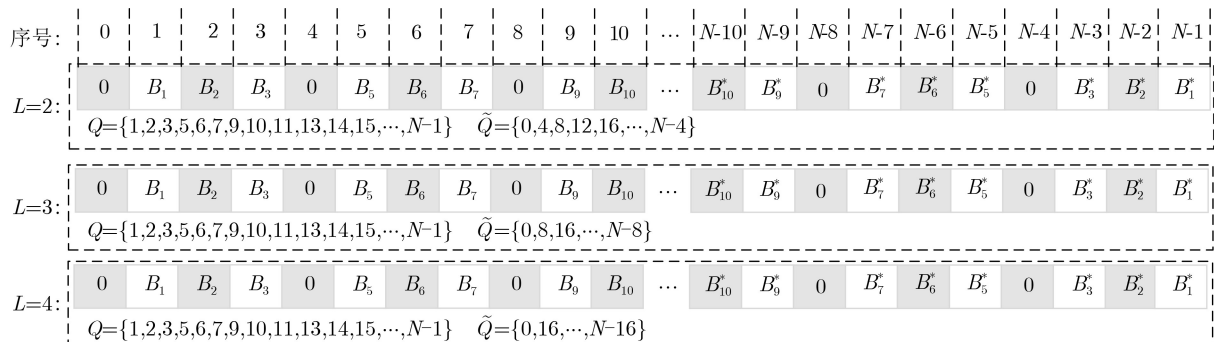 序号: 0 1 2 3 4 5 6 7 8 9 10 ··· N-10 N-9 N-8 N-7 N-6 N-5 N-4 N-3 N-2 N-1
L=2: 0 B₁ B₂ B₃ 0 B₅ B₆ B₇ 0 B₉ B₁₀ ··· B*₁₀ B*₉ 0 B*₇ B*₆ B*₅ 0 B*₃ B*₂ B*₁
Q={1,2,3,5,6,7,9,10,11,13,14,15,···,N–1} Q̃={0,4,8,12,16,···,N–4}
L=3: 0 B₁ B₂ B₃ 0 B₅ B₆ B₇ 0 B₉ B₁₀ ··· B*₁₀ B*₉ 0 B*₇ B*₆ B*₅ 0 B*₃ B*₂ B*₁
Q={1,2,3,5,6,7,9,10,11,13,14,15,···,N–1} Q̃={0,8,16,···,N–8}
L=4: 0 B₁ B₂ B₃ 0 B₅ B₆ B₇ 0 B₉ B₁₀ ··· B*₁₀ B*₉ 0 B*₇ B*₆ B*₅ 0 B*₃ B*₂ B*₁
Q={1,2,3,5,6,7,9,10,11,13,14,15,···,N–1} Q̃={0,16,···,N–16}